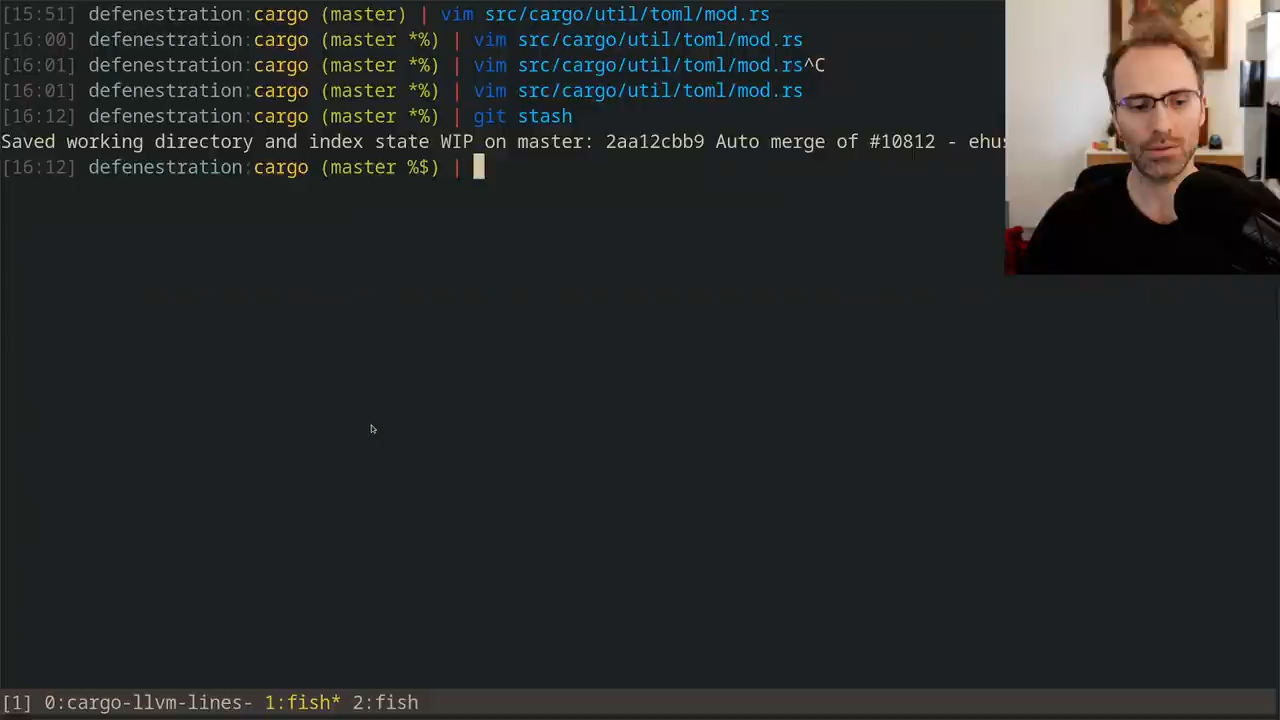 [15:51] defenestration:cargo (master) | vim src/cargo/util/toml/mod.rs
[16:00] defenestration:cargo (master *%) | vim src/cargo/util/toml/mod.rs
[16:01] defenestration:cargo (master *%) | vim src/cargo/util/toml/mod.rs^C
[16:01] defenestration:cargo (master *%) | vim src/cargo/util/toml/mod.rs
[16:12] defenestration:cargo (master *%) | git stash
Saved working directory and index state WIP on master: 2aa12cbb9 Auto merge of #10812 - ehus
[16:12] defenestration:cargo (master %$) |
[1] 0:cargo-llvm-lines- 1:fish* 2:fish